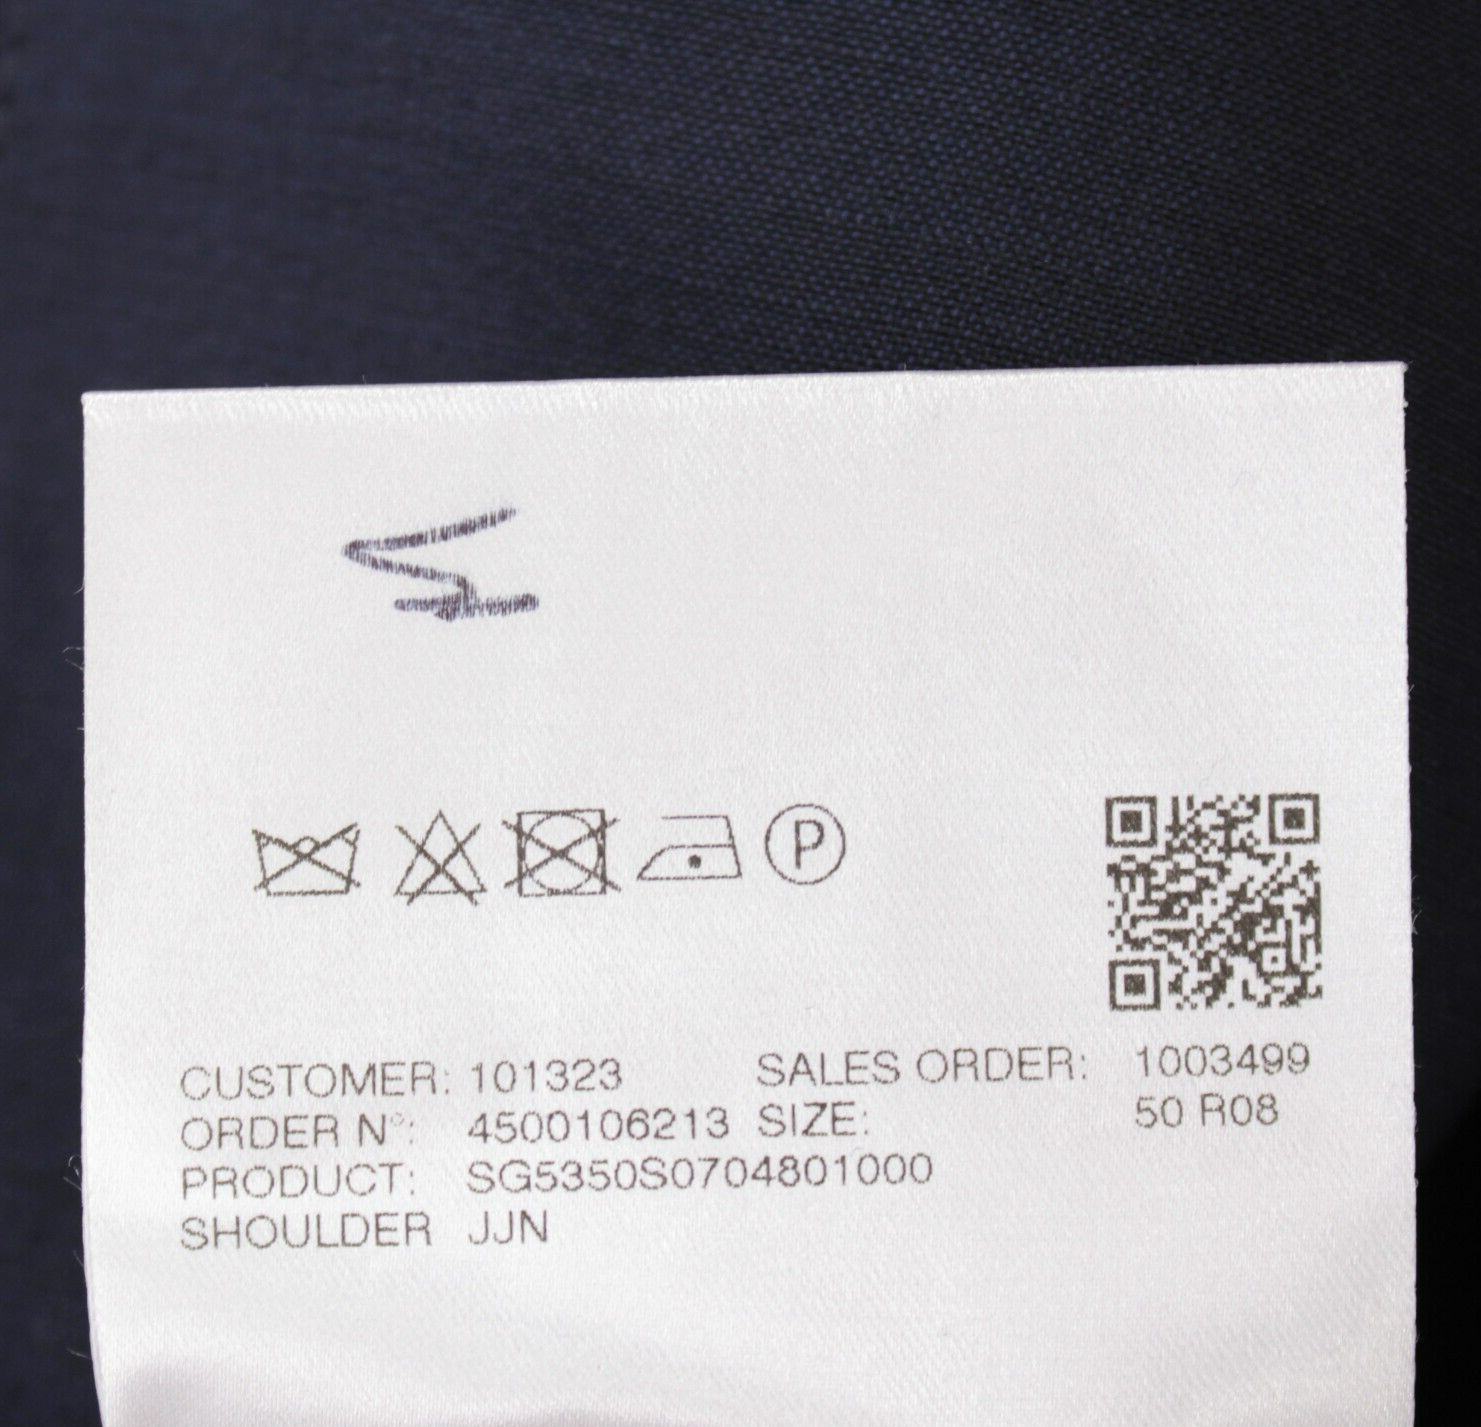 P
CUSTOMER: 101323 SALES ORDER: 1003499
ORDER N°: 4500106213 SIZE: 50 R08
PRODUCT: SG5350S0704801000
SHOULDER JJN